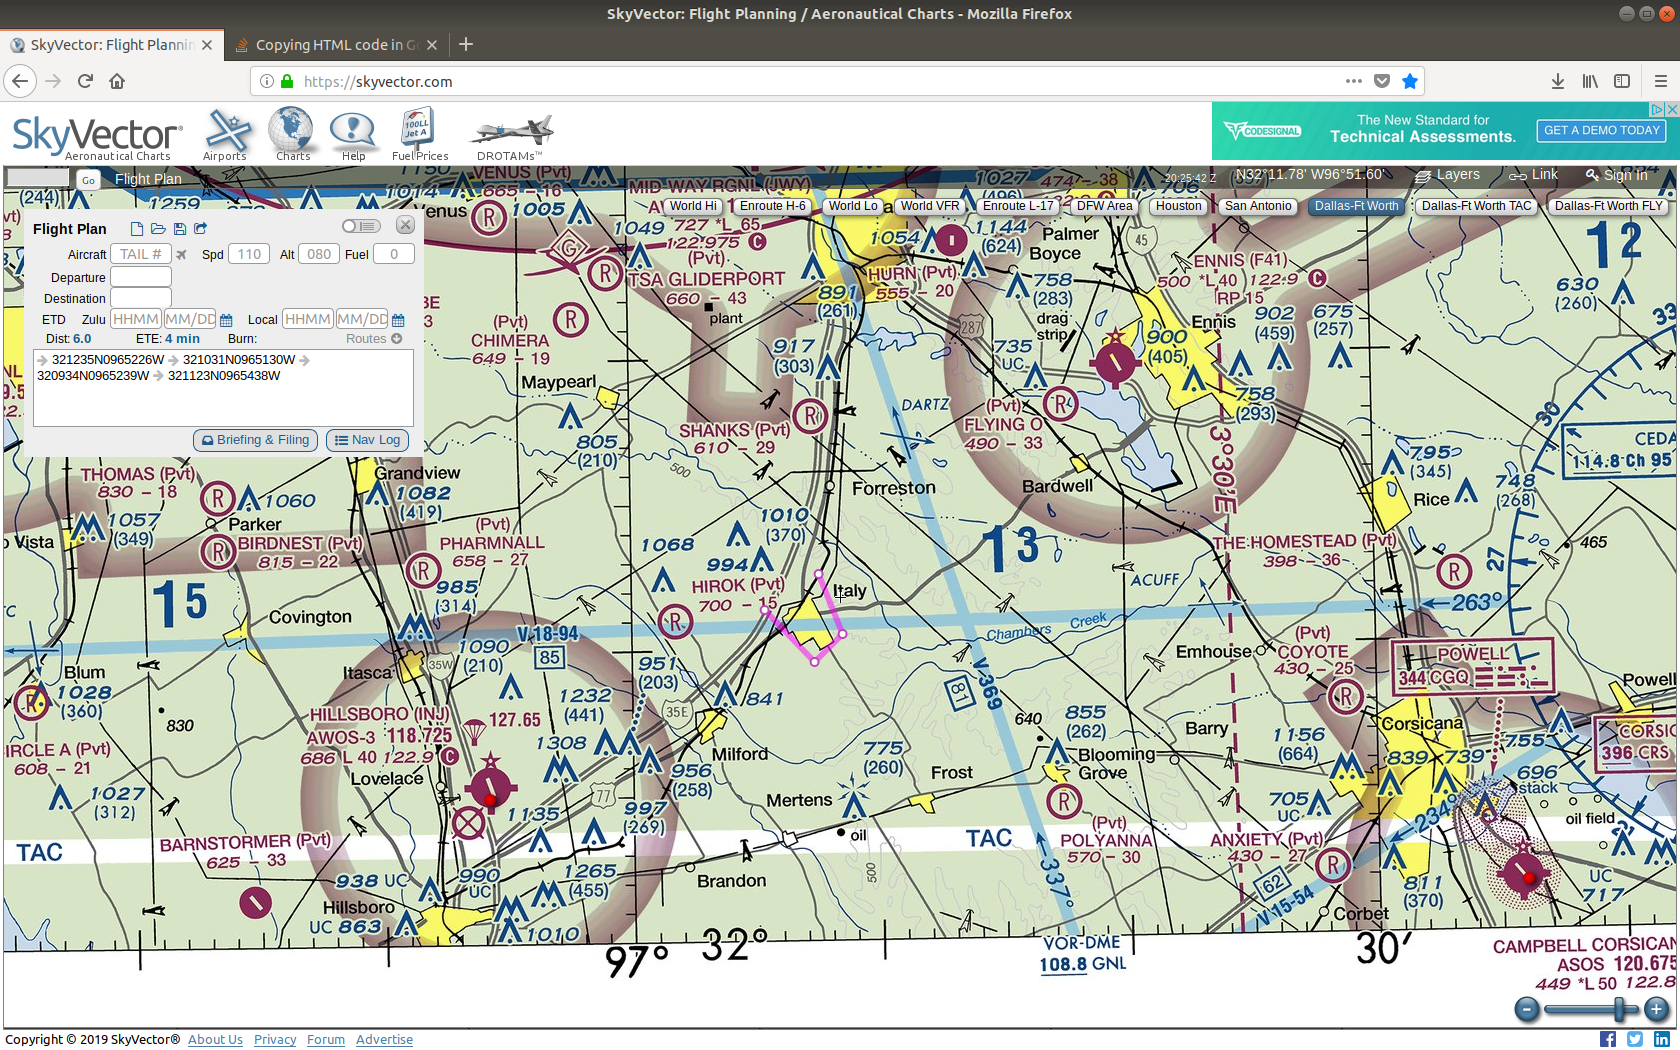 SkyVector: Flight Planning / Aeronautical Charts - Mozilla Firefox
SkyVector: Flight Plannin
Copying HTML code in Go
https://skyvector.com
SkyVector
Aeronautical Charts
Airports
Charts
Help
100LL
Jet A
Fuel Prices
DROTAMs™
CODESIGNAL
The New Standard for
Technical Assessments.
GET A DEMO TODAY
Go
Flight Plan
20:25:42 Z
N32°11.78' W96°51.60'
Layers
Link
Sign In
World Hi
Enroute H-6
World Lo
World VFR
Enroute L-17
DFW Area
Houston
San Antonio
Dallas-Ft Worth
Dallas-Ft Worth TAC
Dallas-Ft Worth FLY
Flight Plan
Aircraft TAIL # Spd 110 Alt 080 Fuel 0
Departure
Destination
ETD Zulu HHMM MM/DD Local HHMM MM/DD
Dist: 6.0 ETE: 4 min Burn: Routes
321235N0965226W 321031N0965130W
320934N0965239W 321123N0965438W
Briefing & Filing
Nav Log
(244)
1259
1014
VENUS (Pvt)
665 - 16
Venus
1005
MID-WAY RGNL (JWY)
727 *L 65
122.975 C
1049
(Pvt)
TSA GLIDERPORT
660 - 43
G
R
plant
1027
(496)
1054
1144
(624)
HURN (Pvt)
555 - 20
891
(261)
Palmer
Boyce
45
758
(283)
drag
strip
287
735
UC
ENNIS (F41)
500 *L 40 122.9 C
RP 15
Ennis
900
(405)
902
(459)
675
(257)
630
(260)
12
758
(293)
(Pvt)
CHIMERA
649 - 19
Maypearl
917
(303)
SHANKS (Pvt)
610 - 29
DARTZ
(Pvt)
FLYING O
490 - 33
805
(210)
500
Forreston
Bardwell
3°30'E
30
795
(345)
CEDA
114.8 Ch 95
748
(268)
Rice
THOMAS (Pvt)
830 - 18
1060
Grandview
1082
(419)
1057
(349)
Parker
BIRDNEST (Pvt)
815 - 22
(Pvt)
PHARMNALL
658 - 27
985
(314)
15
Covington
1010
(370)
1068
994
HIROK (Pvt)
700 - 15
Italy
13
ACUFF
THE HOMESTEAD (Pvt)
398 - 36
465
27
263°
Chambers Creek
V 18-94
85
1090
(210)
35W
Itasca
Blum
1028
(360)
830
951
(203)
841
35E
Milford
V 369
81
640
855
(262)
Emhouse
(Pvt)
COYOTE
430 - 25
POWELL
344 CGQ
Powell
Corsicana
396 CRS
CIRCLE A (Pvt)
608 - 21
1027
(312)
HILLSBORO (INJ)
AWOS-3 118.725
686 L 40 122.9 C
127.65
Lovelace
1232
(441)
1308
77
956
(258)
997
(269)
1135
775
(260)
Mertens
oil
Frost
Blooming
Grove
Barry
1156
(664)
839
739
755
696
stack
705
UC
234°
oil field
TAC
BARNSTORMER (Pvt)
625 - 33
TAC
(Pvt)
POLYANNA
570 - 30
ANXIETY (Pvt)
430 - 27
938 UC
990
UC
1265
(455)
Brandon
500
337°
62
V 15-54
811
(370)
UC
717
Hillsboro
UC 863
1010
Corbet
97° 32°
VOR-DME
108.8 GNL
30'
CAMPBELL CORSICAN
ASOS 120.675
449 *L 50 122.8
Copyright © 2019 SkyVector® About Us Privacy Forum Advertise